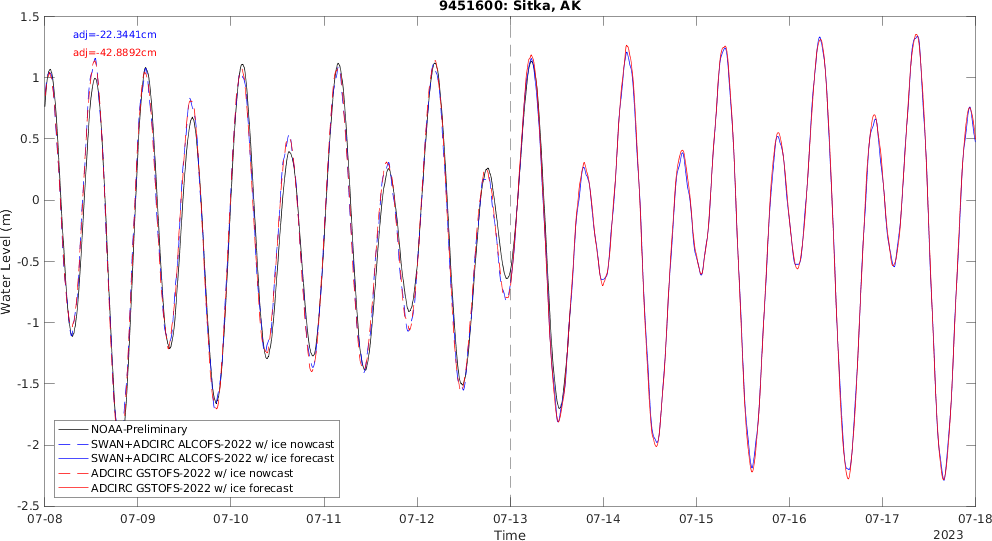 9451600: Sitka, AK
adj=-22.3441cm
adj=-42.8892cm
1.5
1
0.5
0
-0.5
-1
-1.5
-2
-2.5
Water Level (m)
NOAA-Preliminary
SWAN+ADCIRC ALCOFS-2022 w/ ice nowcast
SWAN+ADCIRC ALCOFS-2022 w/ ice forecast
ADCIRC GSTOFS-2022 w/ ice nowcast
ADCIRC GSTOFS-2022 w/ ice forecast
07-08 07-09 07-10 07-11 07-12 07-13 07-14 07-15 07-16 07-17 07-18
Time
2023